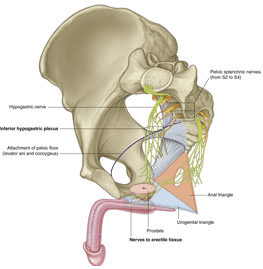 Pelvic splanchnic nerves
(from S2 to S4)
Hypogastric nerve
Inferior hypogastric plexus
Attachment of pelvic floor
(levator ani and coccygeus)
Anal triangle
Urogenital triangle
Prostate
Nerves to erectile tissue